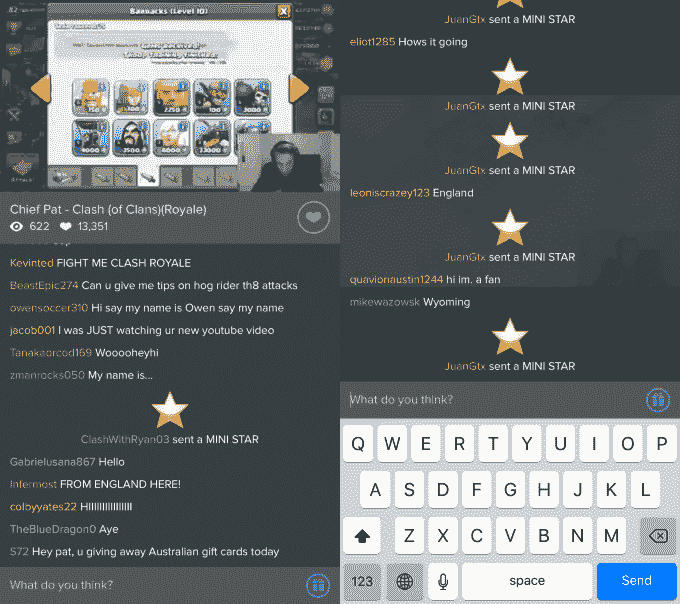 Barracks (Level 10)
Chief Pat - Clash (of Clans)(Royale)
622 13,351
Kevinted FIGHT ME CLASH ROYALE
BeastEpic274 Can u give me tips on hog rider th8 attacks
owensoccer310 Hi say my name is Owen say my name
jacob001 I was JUST watching ur new youtube video
Tanakaorcod169 Wooooheyhi
zmanrocks050 My name is...
ClashWithRyan03 sent a MINI STAR
Gabrielusana867 Hello
Infermost FROM ENGLAND HERE!
colbyyates22 HIIIIIIIIIIIIIIII
TheBlueDragon0 Aye
S72 Hey pat, u giving away Australian gift cards today
What do you think?
JuanGtx sent a MINI STAR
eliot1285 Hows it going
JuanGtx sent a MINI STAR
JuanGtx sent a MINI STAR
leoniscrazey123 England
JuanGtx sent a MINI STAR
quavionaustin1244 hi im. a fan
mikewazowsk Wyoming
JuanGtx sent a MINI STAR
What do you think?
Q W E R T Y U I O P
A S D F G H J K L
Z X C V B N M
123 space Send